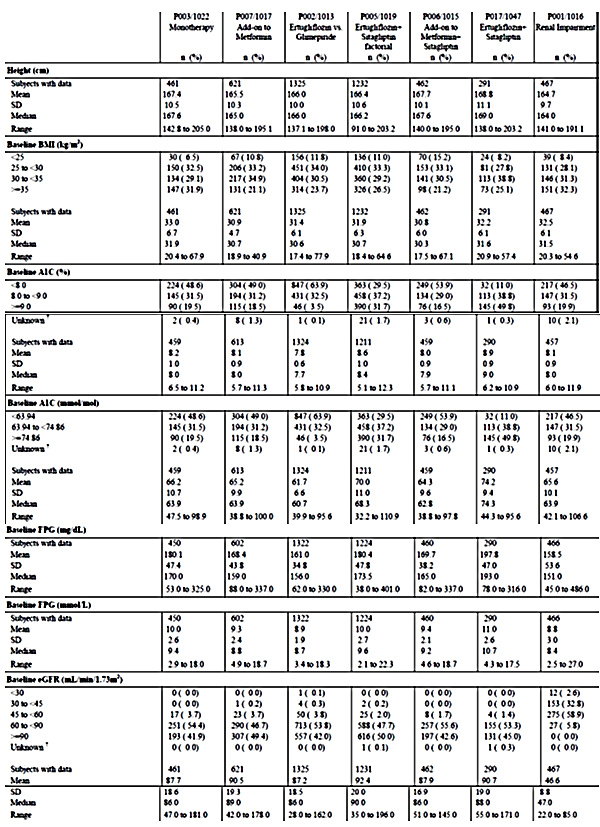 P003/1022 P007/1017 P002/1013 P005/1019 P006/1015 P017/1047 P001/1016
Monotherapy Add-on to Ertugliflozin vs. Ertugliflozin+ Add-on to Ertugliflozin+ Renal Impairment
Metformin Glimepiride Sitagliptin Metformin+ Sitagliptin
factorial Sitagliptin
n (%) n (%) n (%) n (%) n (%) n (%) n (%)
Height (cm)
Subjects with data 461 621 1325 1232 462 291 467
Mean 167.4 165.5 166.0 166.4 167.7 168.8 164.7
SD 10.5 10.3 10.0 10.6 10.1 11.1 9.7
Median 167.6 165.0 166.0 166.2 167.6 169.0 164.0
Range 142.8 to 205.0 138.0 to 195.1 137.1 to 198.0 91.0 to 203.2 140.0 to 195.0 138.0 to 203.2 141.0 to 191.1
Baseline BMI (kg/m²)
<25 30 ( 6.5) 67 (10.8) 156 (11.8) 136 (11.0) 70 (15.2) 24 ( 8.2) 39 ( 8.4)
25 to <30 150 (32.5) 206 (33.2) 451 (34.0) 410 (33.3) 153 (33.1) 81 (27.8) 131 (28.1)
30 to <35 134 (29.1) 217 (34.9) 404 (30.5) 360 (29.2) 141 (30.5) 113 (38.8) 146 (31.3)
>=35 147 (31.9) 131 (21.1) 314 (23.7) 326 (26.5) 98 (21.2) 73 (25.1) 151 (32.3)
Subjects with data 461 621 1325 1232 462 291 467
Mean 33.0 30.9 31.4 31.9 30.8 32.2 32.5
SD 6.7 4.7 6.1 6.3 6.0 6.1 6.1
Median 31.9 30.7 30.6 30.7 30.3 31.6 31.5
Range 20.4 to 67.9 18.9 to 40.9 17.4 to 77.9 18.4 to 64.6 17.5 to 67.1 20.9 to 57.4 20.3 to 54.6
Baseline A1C (%)
<8.0 224 (48.6) 304 (49.0) 847 (63.9) 363 (29.5) 249 (53.9) 32 (11.0) 217 (46.5)
8.0 to <9.0 145 (31.5) 194 (31.2) 431 (32.5) 458 (37.2) 134 (29.0) 113 (38.8) 147 (31.5)
>=9.0 90 (19.5) 115 (18.5) 46 ( 3.5) 390 (31.7) 76 (16.5) 145 (49.8) 93 (19.9)
Unknown † 2 ( 0.4) 8 ( 1.3) 1 ( 0.1) 21 ( 1.7) 3 ( 0.6) 1 ( 0.3) 10 ( 2.1)
Subjects with data 459 613 1324 1211 459 290 457
Mean 8.2 8.1 7.8 8.6 8.0 8.9 8.1
SD 1.0 0.9 0.6 1.0 0.9 0.9 0.9
Median 8.0 8.0 7.7 8.4 7.9 9.0 8.0
Range 6.5 to 11.2 5.7 to 11.3 5.8 to 10.9 5.1 to 12.3 5.7 to 11.1 6.2 to 10.9 6.0 to 11.9
Baseline A1C (mmol/mol)
<63.94 224 (48.6) 304 (49.0) 847 (63.9) 363 (29.5) 249 (53.9) 32 (11.0) 217 (46.5)
63.94 to <74.86 145 (31.5) 194 (31.2) 431 (32.5) 458 (37.2) 134 (29.0) 113 (38.8) 147 (31.5)
>=74.86 90 (19.5) 115 (18.5) 46 ( 3.5) 390 (31.7) 76 (16.5) 145 (49.8) 93 (19.9)
Unknown † 2 ( 0.4) 8 ( 1.3) 1 ( 0.1) 21 ( 1.7) 3 ( 0.6) 1 ( 0.3) 10 ( 2.1)
Subjects with data 459 613 1324 1211 459 290 457
Mean 66.2 65.2 61.7 70.0 64.3 74.2 65.6
SD 10.7 9.9 6.6 11.0 9.6 9.4 10.1
Median 63.9 63.9 60.7 68.3 62.8 74.3 63.9
Range 47.5 to 98.9 38.8 to 100.0 39.9 to 95.6 32.2 to 110.9 38.8 to 97.8 44.3 to 95.6 42.1 to 106.6
Baseline FPG (mg/dL)
Subjects with data 450 602 1322 1224 460 290 466
Mean 180.1 168.4 161.0 180.4 169.7 197.8 158.5
SD 47.4 43.8 34.8 47.8 38.2 47.0 53.6
Median 170.0 159.0 156.0 173.5 165.0 193.0 151.0
Range 53.0 to 325.0 88.0 to 337.0 62.0 to 330.0 38.0 to 401.0 82.0 to 337.0 78.0 to 316.0 45.0 to 486.0
Baseline FPG (mmol/L)
Subjects with data 450 602 1322 1224 460 290 466
Mean 10.0 9.3 8.9 10.0 9.4 11.0 8.8
SD 2.6 2.4 1.9 2.7 2.1 2.6 3.0
Median 9.4 8.8 8.7 9.6 9.2 10.7 8.4
Range 2.9 to 18.0 4.9 to 18.7 3.4 to 18.3 2.1 to 22.3 4.6 to 18.7 4.3 to 17.5 2.5 to 27.0
Baseline eGFR (mL/min/1.73m²)
<30 0 ( 0.0) 0 ( 0.0) 1 ( 0.1) 0 ( 0.0) 0 ( 0.0) 0 ( 0.0) 12 ( 2.6)
30 to <45 0 ( 0.0) 1 ( 0.2) 4 ( 0.3) 2 ( 0.2) 0 ( 0.0) 0 ( 0.0) 153 (32.8)
45 to <60 17 ( 3.7) 23 ( 3.7) 50 ( 3.8) 25 ( 2.0) 8 ( 1.7) 4 ( 1.4) 275 (58.9)
60 to <90 251 (54.4) 290 (46.7) 713 (53.8) 588 (47.7) 257 (55.6) 155 (53.3) 27 ( 5.8)
>=90 193 (41.9) 307 (49.4) 557 (42.0) 616 (50.0) 197 (42.6) 131 (45.0) 0 ( 0.0)
Unknown † 0 ( 0.0) 0 ( 0.0) 0 ( 0.0) 1 ( 0.1) 0 ( 0.0) 1 ( 0.3) 0 ( 0.0)
Subjects with data 461 621 1325 1231 462 290 467
Mean 87.7 90.5 87.2 92.4 87.9 90.7 46.6
SD 18.6 19.3 18.5 20.0 16.9 19.0 8.8
Median 86.0 89.0 86.0 90.0 86.0 88.0 47.0
Range 47.0 to 181.0 42.0 to 178.0 28.0 to 162.0 35.0 to 196.0 51.0 to 145.0 55.0 to 171.0 22.0 to 85.0